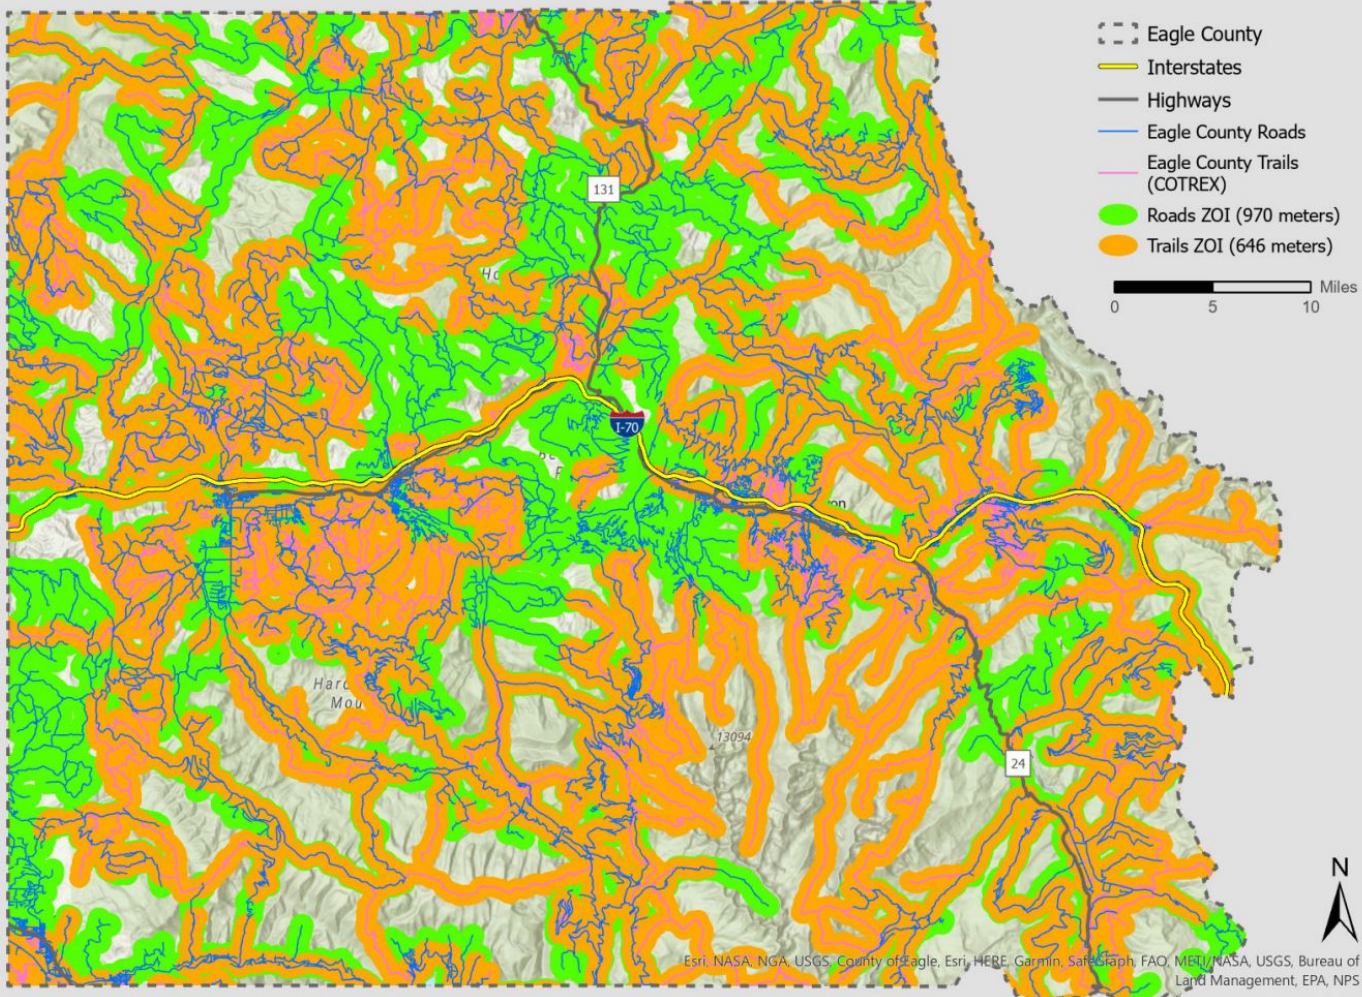 Eagle County
Interstates
Highways
Eagle County Roads
Eagle County Trails
(COTREX)
Roads ZOI (970 meters)
Trails ZOI (646 meters)
Miles
0 5 10
131
I-70
13094
24
N
Esri, NASA, NGA, USGS, County of Eagle, Esri, HERE, Garmin, SafeGraph, FAO, METI/NASA, USGS, Bureau of
Land Management, EPA, NPS